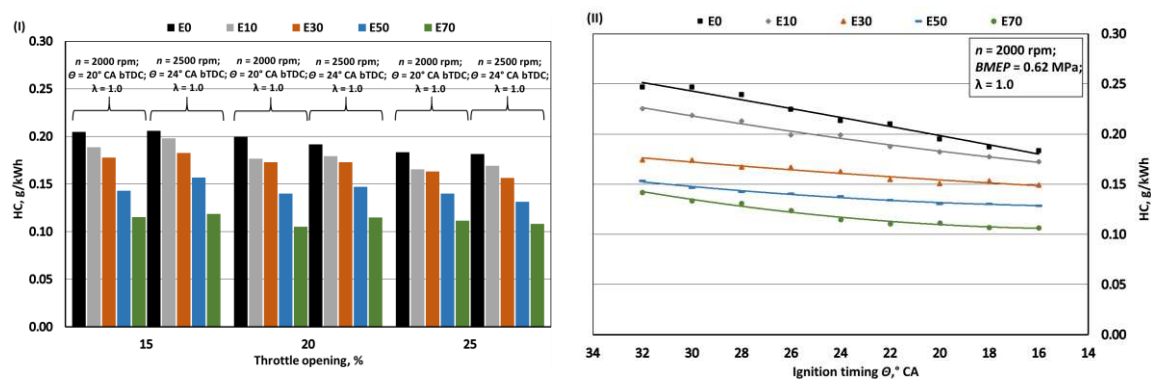 (I)
E0 E10 E30 E50 E70
0.30
0.25
0.20
0.15
0.10
0.05
0.00
HC, g/kWh
n = 2000 rpm; n = 2500 rpm; n = 2000 rpm; n = 2500 rpm; n = 2000 rpm; n = 2500 rpm;
Θ = 20° CA bTDC; Θ = 24° CA bTDC; Θ = 20° CA bTDC; Θ = 24° CA bTDC; Θ = 20° CA bTDC; Θ = 24° CA bTDC;
λ = 1.0 λ = 1.0 λ = 1.0 λ = 1.0 λ = 1.0 λ = 1.0
15 20 25
Throttle opening, %
(II)
E0 E10 E30 E50 E70
n = 2000 rpm;
BMEP = 0.62 MPa;
λ = 1.0
0.30
0.25
0.20
0.15
0.10
0.05
0.00
HC, g/kWh
34 32 30 28 26 24 22 20 18 16 14
Ignition timing Θ,° CA